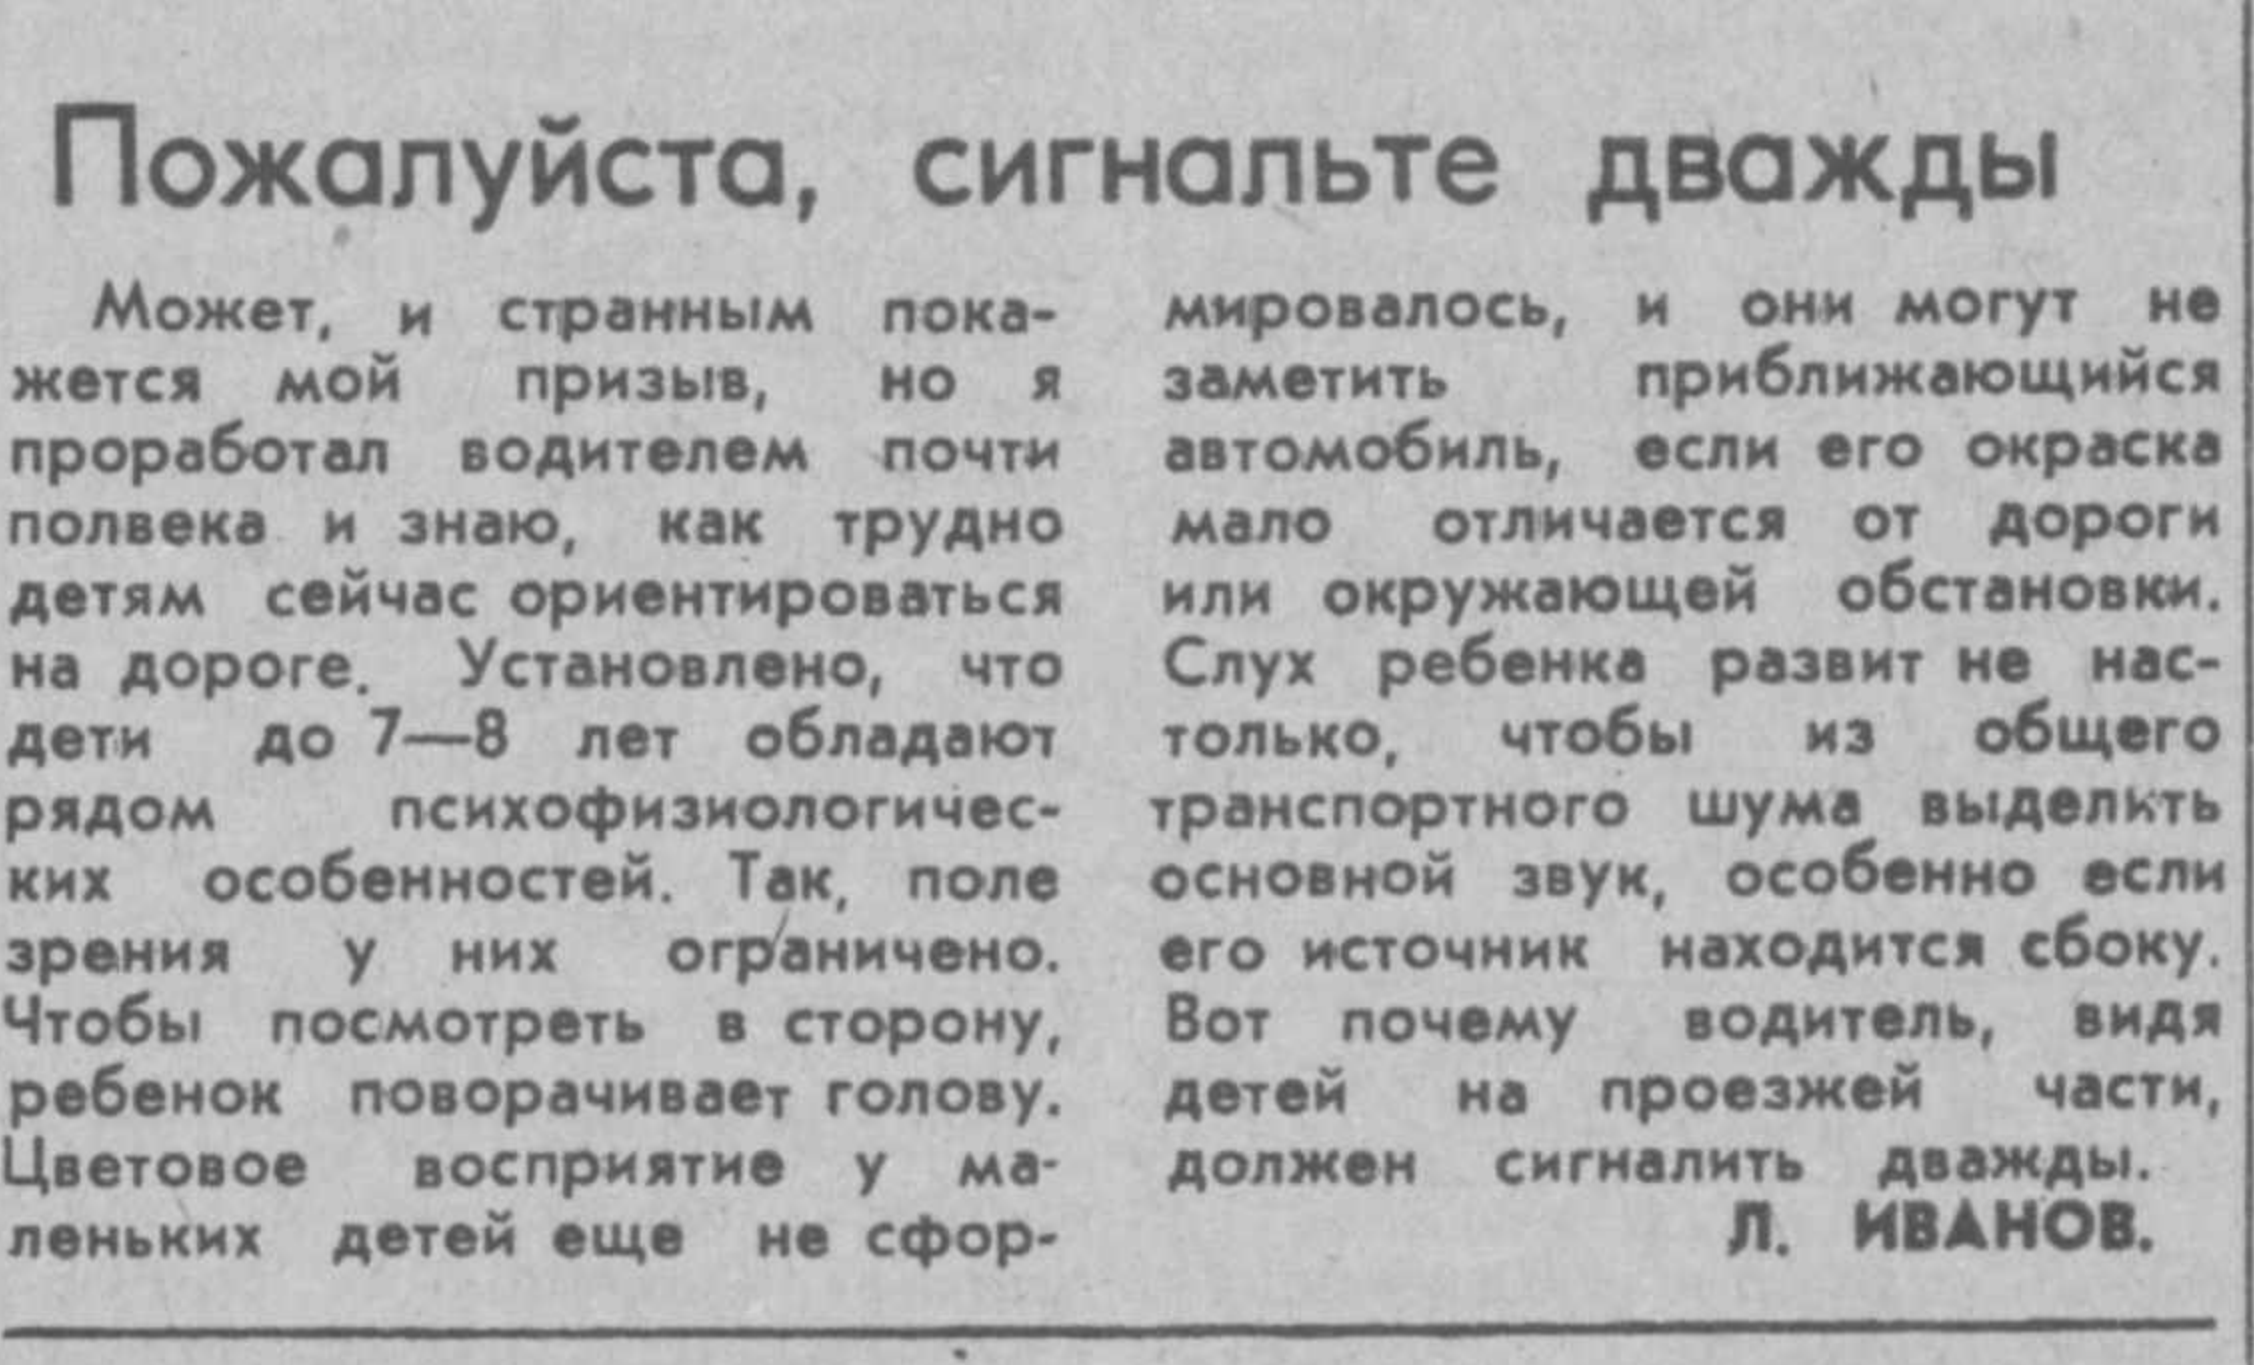 Пожалуйста, сигнальте дважды
Может, и странным пока-
жется мой призыв, но я
проработал водителем почти
полвека и знаю, как трудно
детям сейчас ориентироваться
на дороге. Установлено, что
дети до 7—8 лет обладают
рядом психофизиологичес-
ких особенностей. Так, поле
зрения у них ограничено.
Чтобы посмотреть в сторону,
ребенок поворачивает голову.
Цветовое восприятие у ма-
леньких детей еще не сфор-
мировалось, и они могут не
заметить приближающийся
автомобиль, если его окраска
мало отличается от дороги
или окружающей обстановки.
Слух ребенка развит не нас-
только, чтобы из общего
транспортного шума выделить
основной звук, особенно если
его источник находится сбоку.
Вот почему водитель, видя
детей на проезжей части,
должен сигналить дважды.
Л. ИВАНОВ.